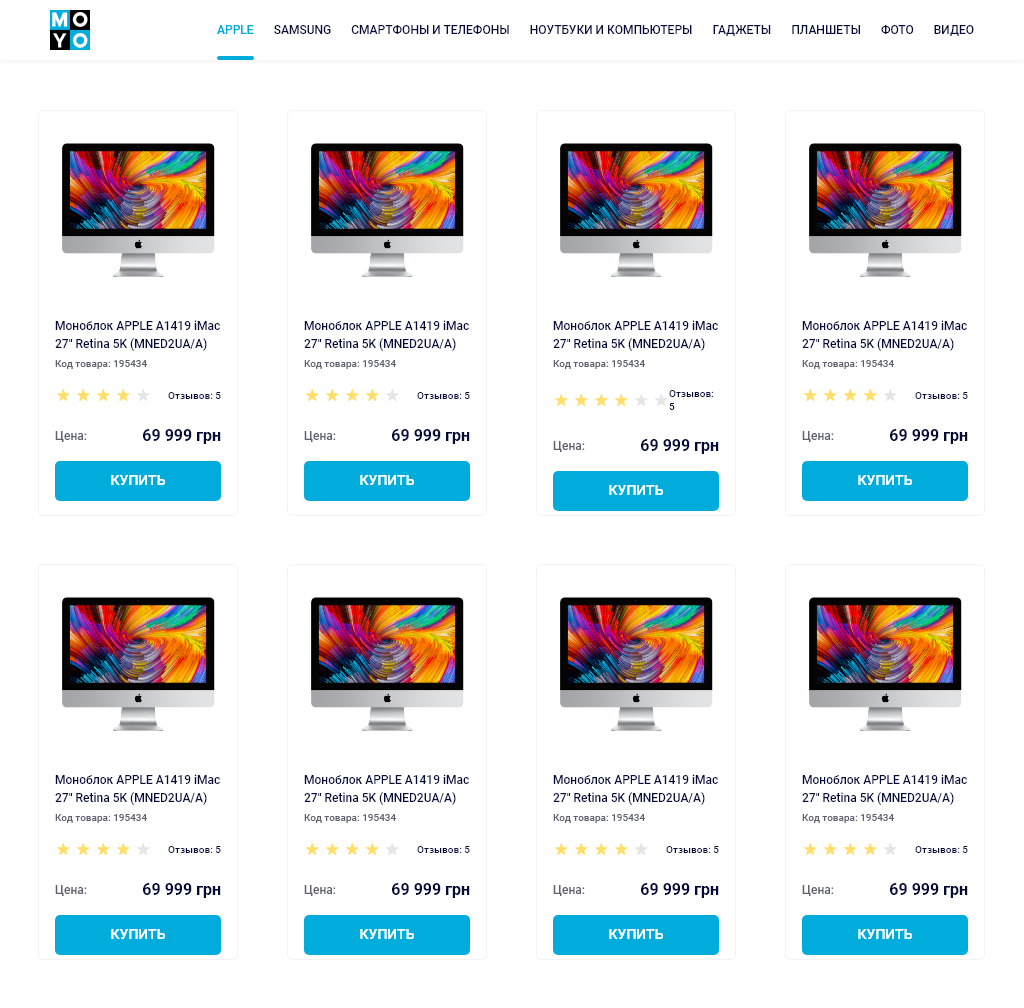 MO
YO
APPLE SAMSUNG СМАРТФОНЫ И ТЕЛЕФОНЫ НОУТБУКИ И КОМПЬЮТЕРЫ ГАДЖЕТЫ ПЛАНШЕТЫ ФОТО ВИДЕО
Моноблок APPLE A1419 iMac
27" Retina 5K (MNED2UA/A)
Код товара: 195434
Отзывов: 5
Цена: 69 999 грн
КУПИТЬ
Моноблок APPLE A1419 iMac
27" Retina 5K (MNED2UA/A)
Код товара: 195434
Отзывов: 5
Цена: 69 999 грн
КУПИТЬ
Моноблок APPLE A1419 iMac
27" Retina 5K (MNED2UA/A)
Код товара: 195434
Отзывов:
5
Цена: 69 999 грн
КУПИТЬ
Моноблок APPLE A1419 iMac
27" Retina 5K (MNED2UA/A)
Код товара: 195434
Отзывов: 5
Цена: 69 999 грн
КУПИТЬ
Моноблок APPLE A1419 iMac
27" Retina 5K (MNED2UA/A)
Код товара: 195434
Отзывов: 5
Цена: 69 999 грн
КУПИТЬ
Моноблок APPLE A1419 iMac
27" Retina 5K (MNED2UA/A)
Код товара: 195434
Отзывов: 5
Цена: 69 999 грн
КУПИТЬ
Моноблок APPLE A1419 iMac
27" Retina 5K (MNED2UA/A)
Код товара: 195434
Отзывов: 5
Цена: 69 999 грн
КУПИТЬ
Моноблок APPLE A1419 iMac
27" Retina 5K (MNED2UA/A)
Код товара: 195434
Отзывов: 5
Цена: 69 999 грн
КУПИТЬ